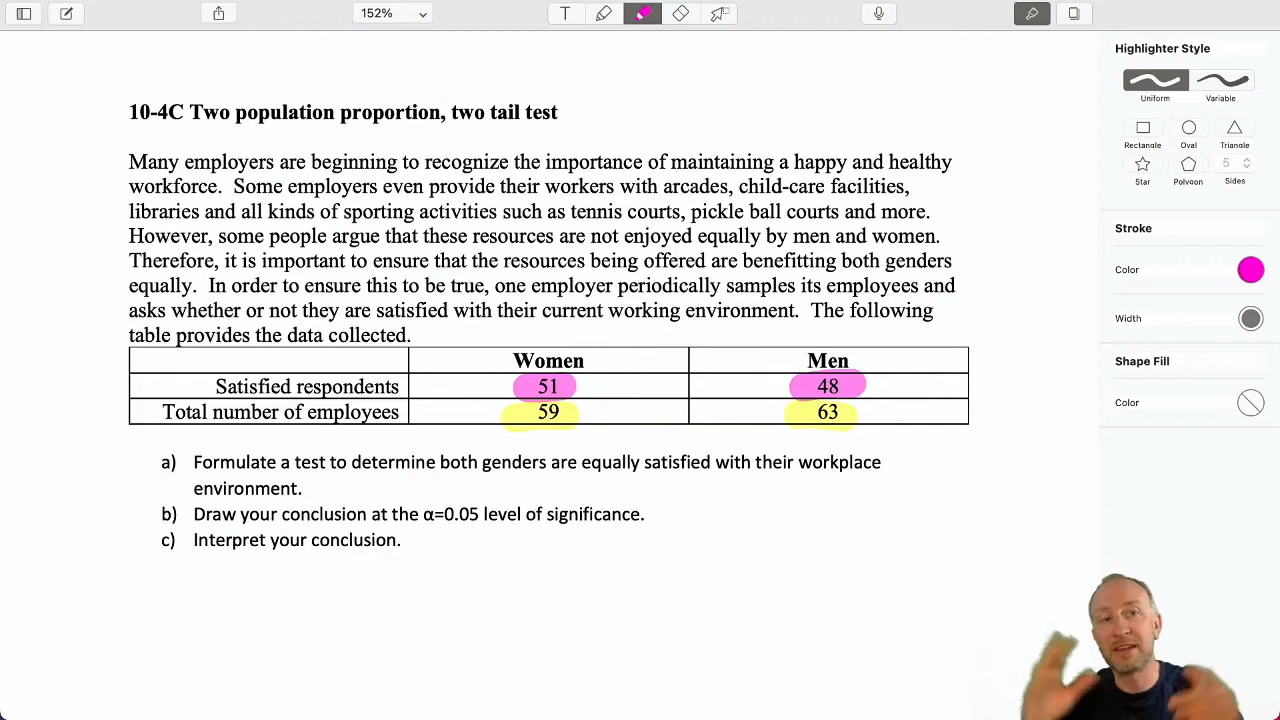 152%
T
10-4C Two population proportion, two tail test
Many employers are beginning to recognize the importance of maintaining a happy and healthy
workforce. Some employers even provide their workers with arcades, child-care facilities,
libraries and all kinds of sporting activities such as tennis courts, pickle ball courts and more.
However, some people argue that these resources are not enjoyed equally by men and women.
Therefore, it is important to ensure that the resources being offered are benefitting both genders
equally. In order to ensure this to be true, one employer periodically samples its employees and
asks whether or not they are satisfied with their current working environment. The following
table provides the data collected.
Women Men
Satisfied respondents 51 48
Total number of employees 59 63
a) Formulate a test to determine both genders are equally satisfied with their workplace
environment.
b) Draw your conclusion at the α=0.05 level of significance.
c) Interpret your conclusion.
Highlighter Style
Uniform Variable
Rectangle Oval Triangle
5
Star Polygon Sides
Stroke
Color
Width
Shape Fill
Color